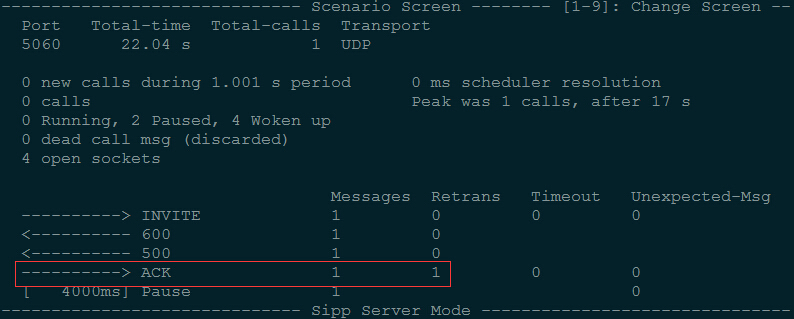 ----------------------------- Scenario Screen -------- [1-9]: Change Screen --
Port   Total-time  Total-calls  Transport
5060      22.04 s            1  UDP
0 new calls during 1.001 s period      0 ms scheduler resolution
0 calls                                Peak was 1 calls, after 17 s
0 Running, 2 Paused, 4 Woken up
0 dead call msg (discarded)
4 open sockets
Messages  Retrans   Timeout   Unexpected-Msg
----------> INVITE             1         0         0         0
<---------- 600                1         0
<---------- 500                1         0
----------> ACK                1         1         0         0
[   4000ms] Pause              1                             0
------------------------------ Sipp Server Mode -------------------------------